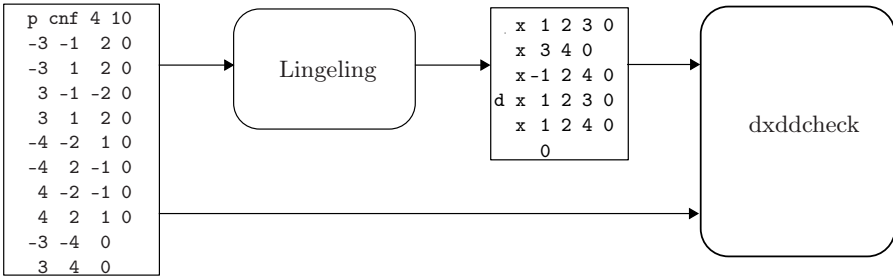 p cnf 4 10
-3 -1 2 0
-3 1 2 0
3 -1 -2 0
3 1 2 0
-4 -2 1 0
-4 2 -1 0
4 -2 -1 0
4 2 1 0
-3 -4 0
3 4 0
Lingeling
x 1 2 3 0
x 3 4 0
x -1 2 4 0
d x 1 2 3 0
x 1 2 4 0
0
dxddcheck